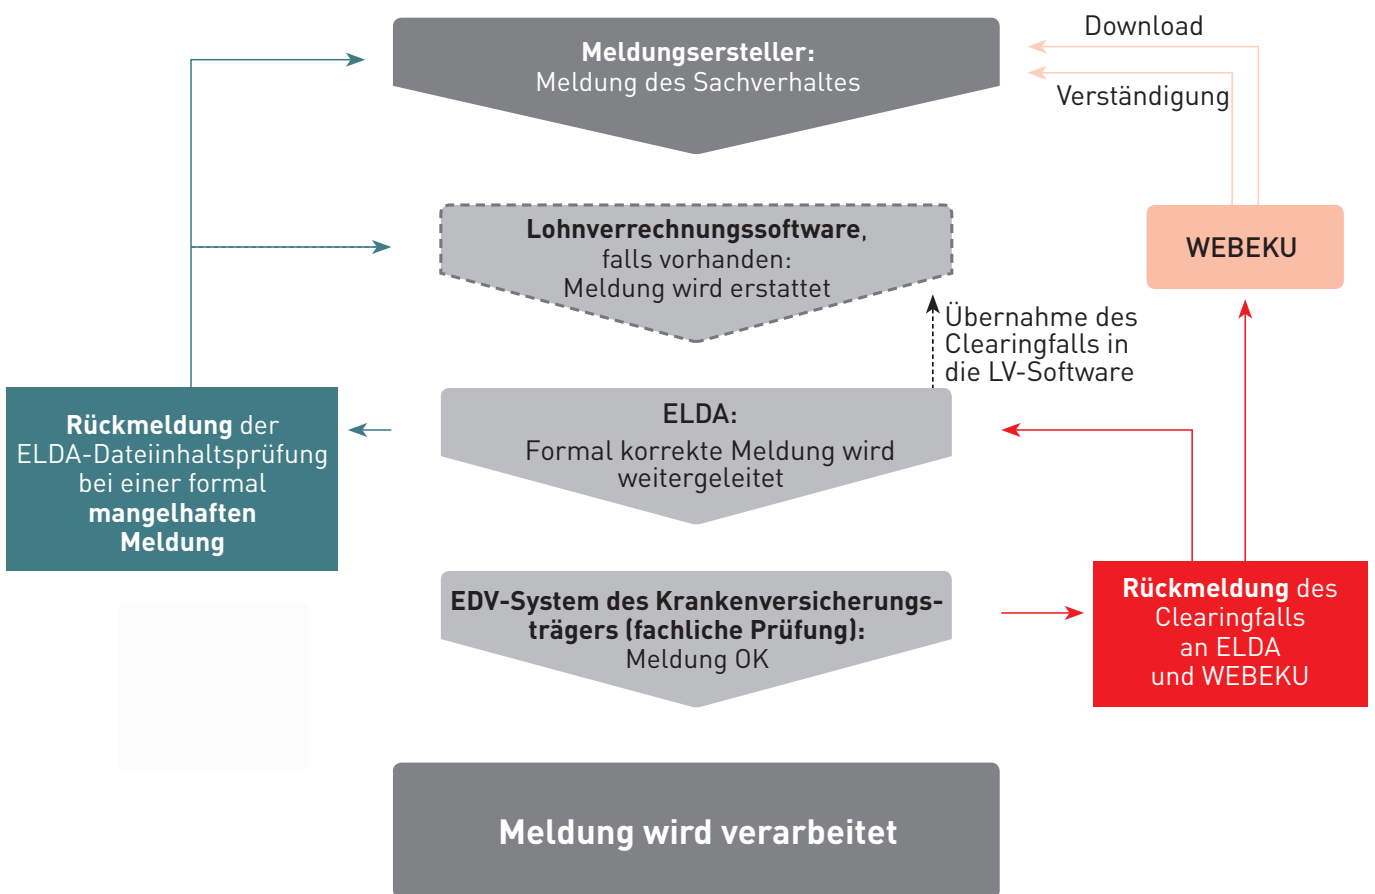 Meldungsersteller:
Meldung des Sachverhaltes
Download
Verständigung
Lohnverrechnungssoftware,
falls vorhanden:
Meldung wird erstattet
WEBEKU
Übernahme des
Clearingfalls in
die LV-Software
Rückmeldung der
ELDA-Dateiinhaltsprüfung
bei einer formal
mangelhaften
Meldung
ELDA:
Formal korrekte Meldung wird
weitergeleitet
EDV-System des Krankenversicherungs-
trägers (fachliche Prüfung):
Meldung OK
Rückmeldung des
Clearingfalls
an ELDA
und WEBEKU
Meldung wird verarbeitet